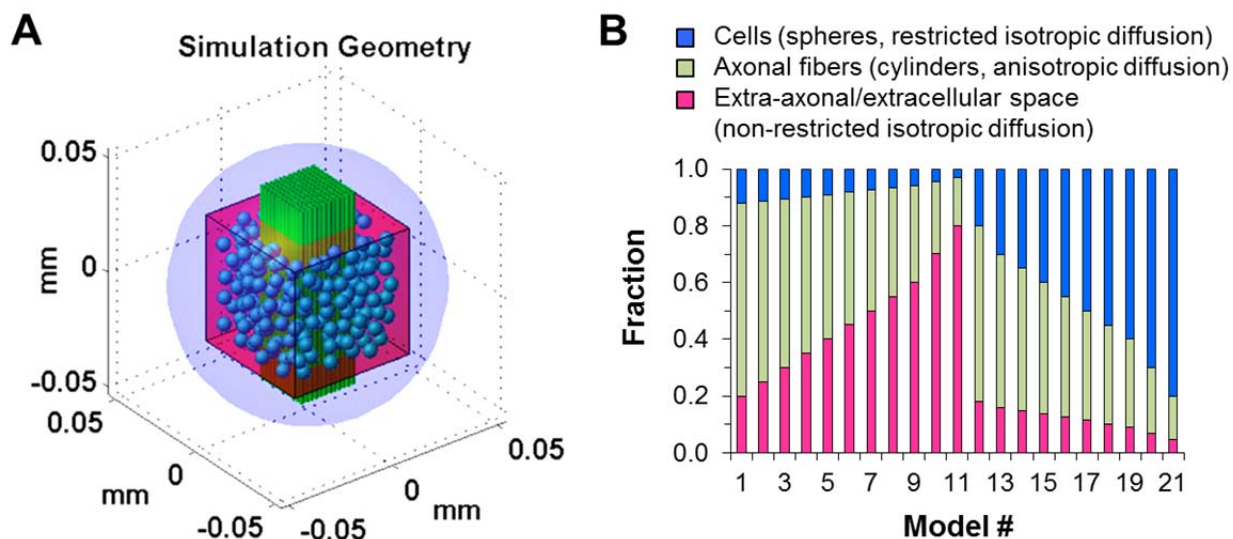 A
Simulation Geometry
0.05
mm
0
-0.05
0.05
0
mm
-0.05
-0.05
0
mm
0.05
B
Cells (spheres, restricted isotropic diffusion)
Axonal fibers (cylinders, anisotropic diffusion)
Extra-axonal/extracellular space
(non-restricted isotropic diffusion)
Fraction
1.0
0.8
0.6
0.4
0.2
0.0
1 3 5 7 9 11 13 15 17 19 21
Model #